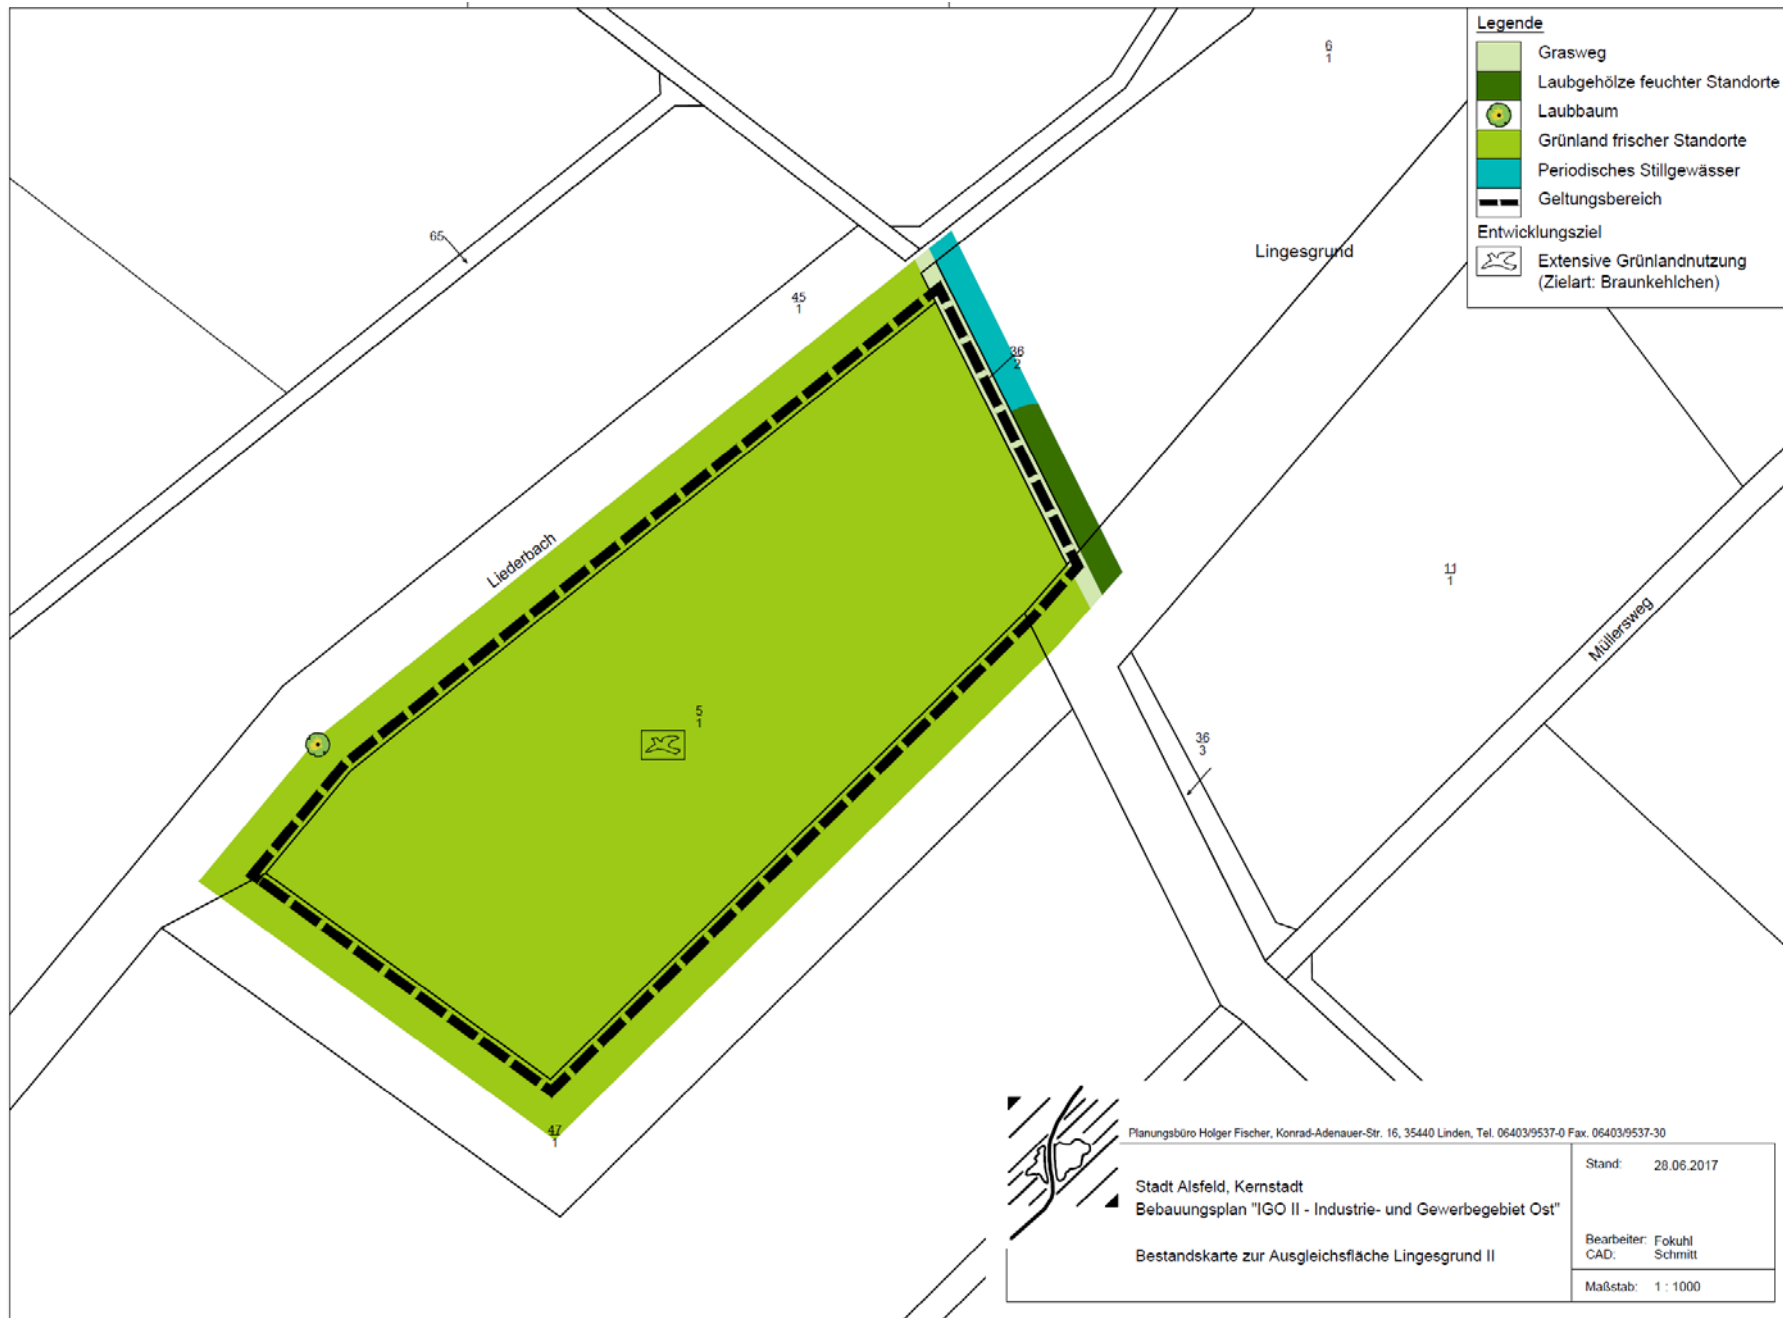 Legende
Grasweg
Laubgehölze feuchter Standorte
Laubbaum
Grünland frischer Standorte
Periodisches Stillgewässer
Geltungsbereich
Entwicklungsziel
Extensive Grünlandnutzung
(Zielart: Braunkehlchen)
6
1
65
45
1
Lingesgrund
36
2
Liederbach
11
1
Müllersweg
5
1
36
3
47
1
Planungsbüro Holger Fischer, Konrad-Adenauer-Str. 16, 35440 Linden, Tel. 06403/9537-0 Fax. 06403/9537-30
Stadt Alsfeld, Kernstadt
Bebauungsplan "IGO II - Industrie- und Gewerbegebiet Ost"
Bestandskarte zur Ausgleichsfläche Lingesgrund II
Stand: 28.06.2017
Bearbeiter: Fokuhl
CAD: Schmitt
Maßstab: 1 : 1000